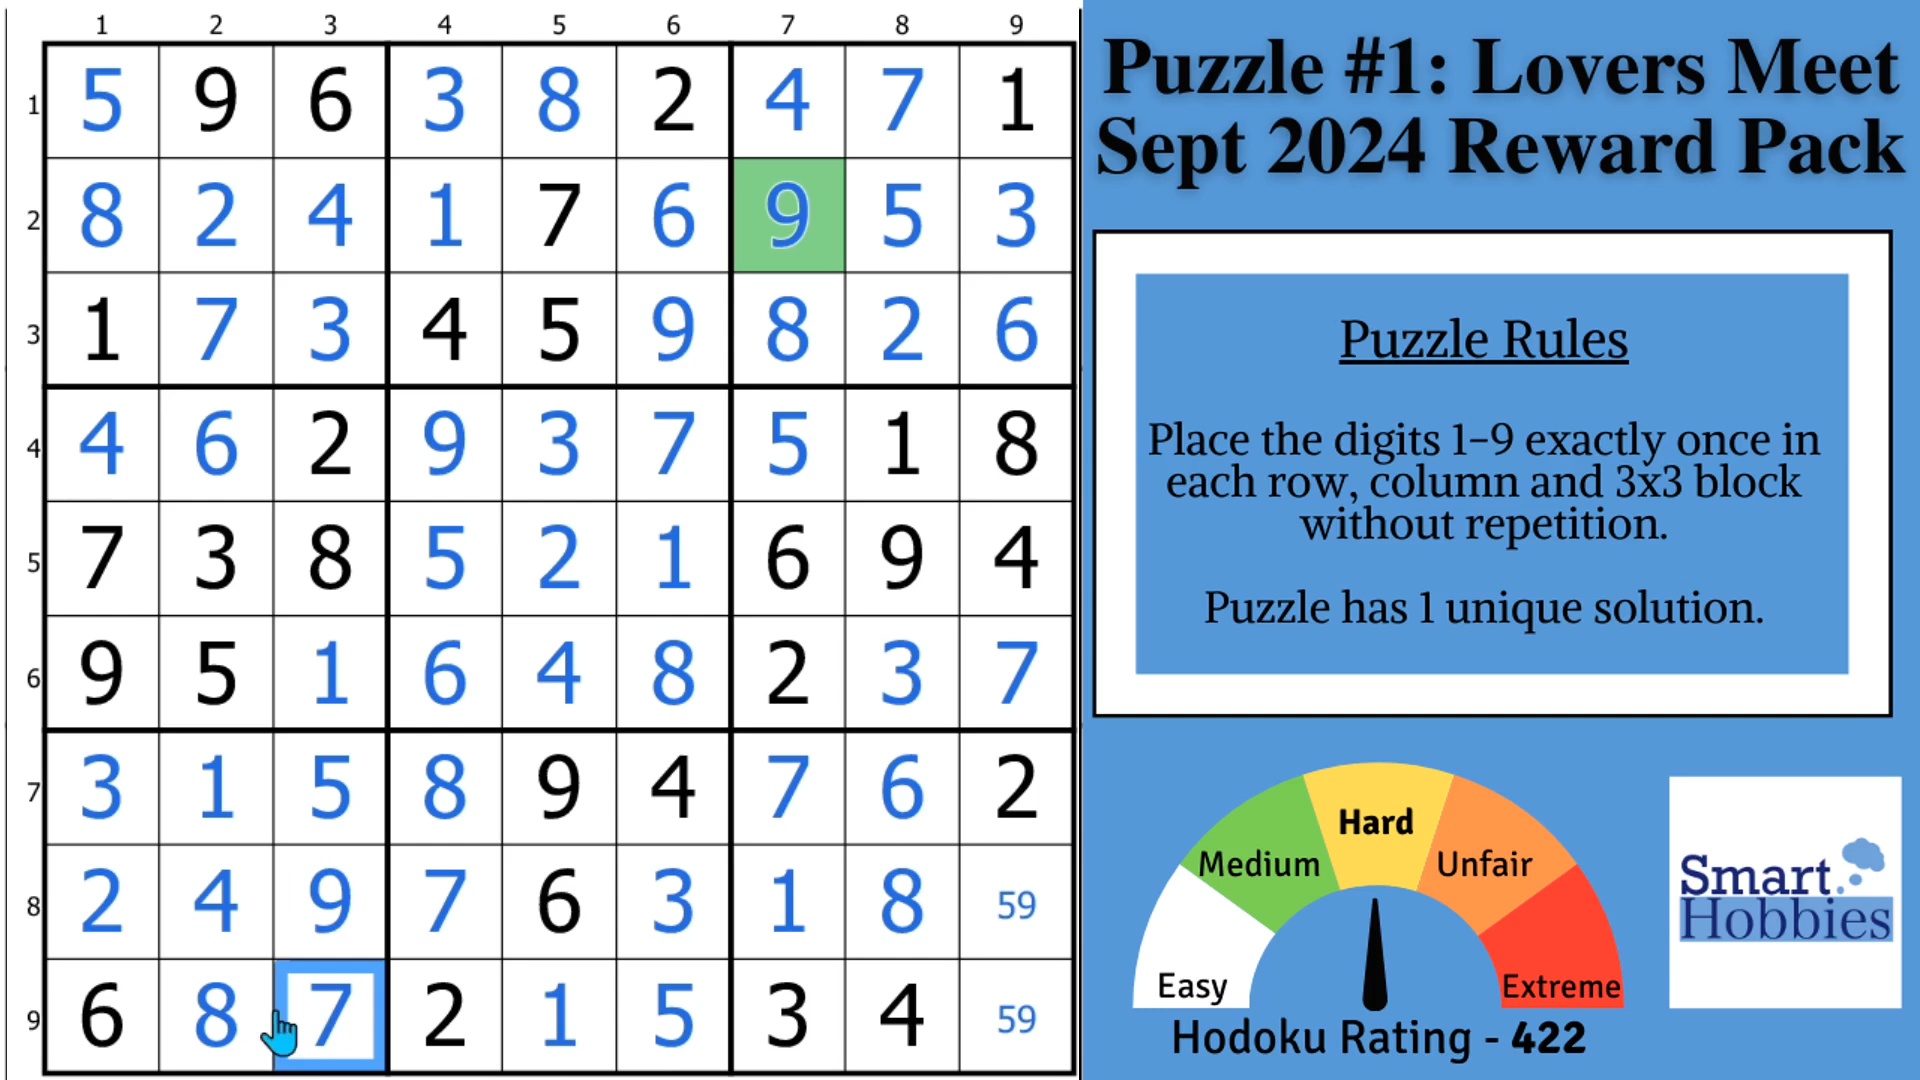 1 2 3 4 5 6 7 8 9
1 5 9 6 3 8 2 4 7 1
2 8 2 4 1 7 6 9 5 3
3 1 7 3 4 5 9 8 2 6
4 4 6 2 9 3 7 5 1 8
5 7 3 8 5 2 1 6 9 4
6 9 5 1 6 4 8 2 3 7
7 3 1 5 8 9 4 7 6 2
8 2 4 9 7 6 3 1 8 59
9 6 8 7 2 1 5 3 4 59
Puzzle #1: Lovers Meet
Sept 2024 Reward Pack
Puzzle Rules
Place the digits 1-9 exactly once in
each row, column and 3x3 block
without repetition.
Puzzle has 1 unique solution.
Easy
Medium
Hard
Unfair
Extreme
Hodoku Rating - 422
Smart
Hobbies